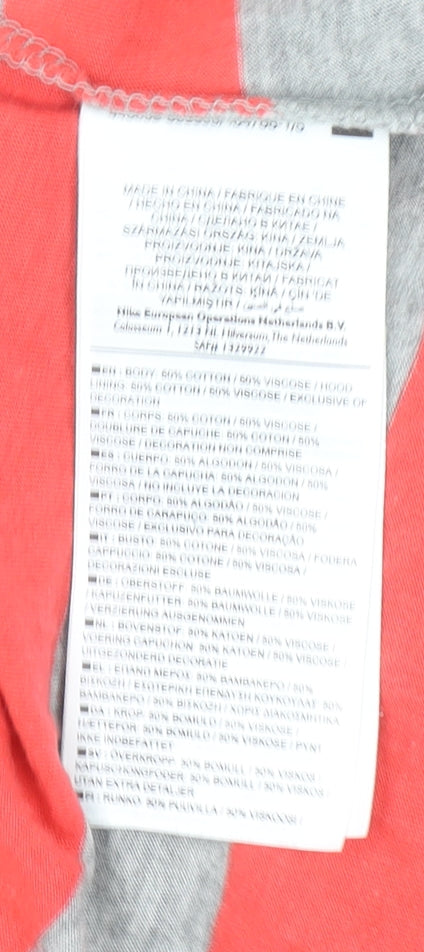 MADE IN CHINA / FABRIQUE EN CHINE
/ HECHO EN CHINA / FABRICADO NA
CHINA / СДЕЛАНО В КИТАЕ /
SZÁRMAZÁSI ORSZÁG: KÍNA / ZEMLJA
PROIZVODNJE: KINA / DRŽAVA
PROIZVODNJE: KITAJSKA /
ПРОИЗВЕДЕНО В КИТАЙ / FABRICAT
ÎN CHINA / RAŽOTS: ĶĪNĀ / ÇİN'DE
YAPILMIŞTIR /
Nike European Operations Netherlands B.V.
Colosseum 1, 1213 NL Hilversum, The Netherlands
EN : BODY: 50% COTTON / 50% VISCOSE / HOOD
LINING: 50% COTTON / 50% VISCOSE / EXCLUSIVE OF
DECORATION
FR : CORPS: 50% COTON / 50% VISCOSE /
DOUBLURE DE CAPUCHE: 50% COTON / 50%
VISCOSE / DECORATION NON COMPRISE
ES : CUERPO: 50% ALGODON / 50% VISCOSA /
FORRO DE LA CAPUCHA: 50% ALGODON / 50%
VISCOSA / NO INCLUYE LA DECORACION
PT : CORPO: 50% ALGODÃO / 50% VISCOSE /
FORRO DE CARAPUÇO: 50% ALGODÃO / 50%
VISCOSE / EXCLUSIVO PARA DECORAÇÃO
IT : BUSTO: 50% COTONE / 50% VISCOSA / FODERA
CAPPUCCIO: 50% COTONE / 50% VISCOSA /
DECORAZIONI ESCLUSE
DE : OBERSTOFF: 50% BAUMWOLLE / 50% VISKOSE
/ KAPUZENFUTTER: 50% BAUMWOLLE / 50% VISKOSE
/ VERZIERUNG AUSGENOMMEN
NL : BOVENSTOF: 50% KATOEN / 50% VISCOSE /
VOERING CAPUCHON: 50% KATOEN / 50% VISCOSE /
UITGEZONDERD DECORATIE
EL : ΕΠΑΝΩ ΜΕΡΟΣ: 50% ΒΑΜΒΑΚΕΡΟ / 50%
ΒΙΣΚΟΖΗ / ΕΣΩΤΕΡΙΚΗ ΕΠΕΝΔΥΣΗ ΚΟΥΚΟΥΛΑΣ: 50%
ΒΑΜΒΑΚΕΡΟ / 50% ΒΙΣΚΟΖΗ / ΧΩΡΙΣ ΔΙΑΚΟΣΜΗΤΙΚΑ
DA : KROP: 50% BOMULD / 50% VISCOSE /
HÆTTEFOR: 50% BOMULD / 50% VISCOSE / PYNT
IKKE INDBEFATTET
SV : ÖVERKROPP: 50% BOMULL / 50% VISKOS /
KAPUSCHONGFODER: 50% BOMULL / 50% VISKOS /
UTAN EXTRA DETALJER
FI : RUNKO: 50% PUUVILLA / 50% VISKOOSI /